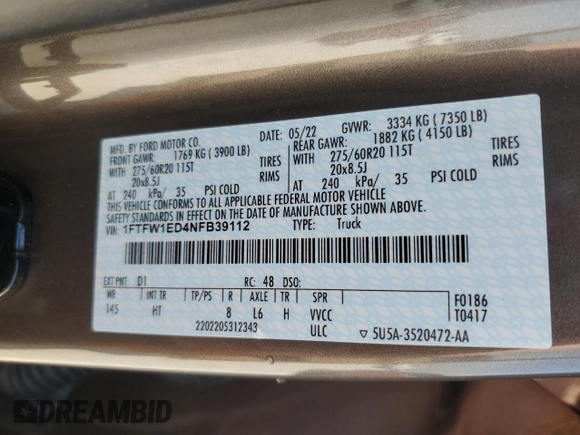 MFD. BY FORD MOTOR CO.
DATE: 05/22 GVWR: 3334 KG ( 7350 LB)
FRONT GAWR: 1769 KG ( 3900 LB)
REAR GAWR: 1882 KG ( 4150 LB)
WITH 275/60R20 115T TIRES
WITH 275/60R20 115T TIRES
20x8.5J RIMS
20x8.5J RIMS
AT 240 kPa/ 35 PSI COLD
AT 240 kPa/ 35 PSI COLD
THIS VEHICLE CONFORMS TO ALL APPLICABLE FEDERAL MOTOR VEHICLE
SAFETY STANDARDS IN EFFECT ON THE DATE OF MANUFACTURE SHOWN ABOVE.
VIN: 1FTFW1ED4NFB39112 TYPE: Truck
EXT PNT: D1 RC: 48 DSO:
WB INT TR TP/PS R AXLE TR SPR
145 HT 8 L6 H VVCC
F0186
T0417
2202205312343 ULC
▽ 5U5A-3520472-AA
DREAMBID